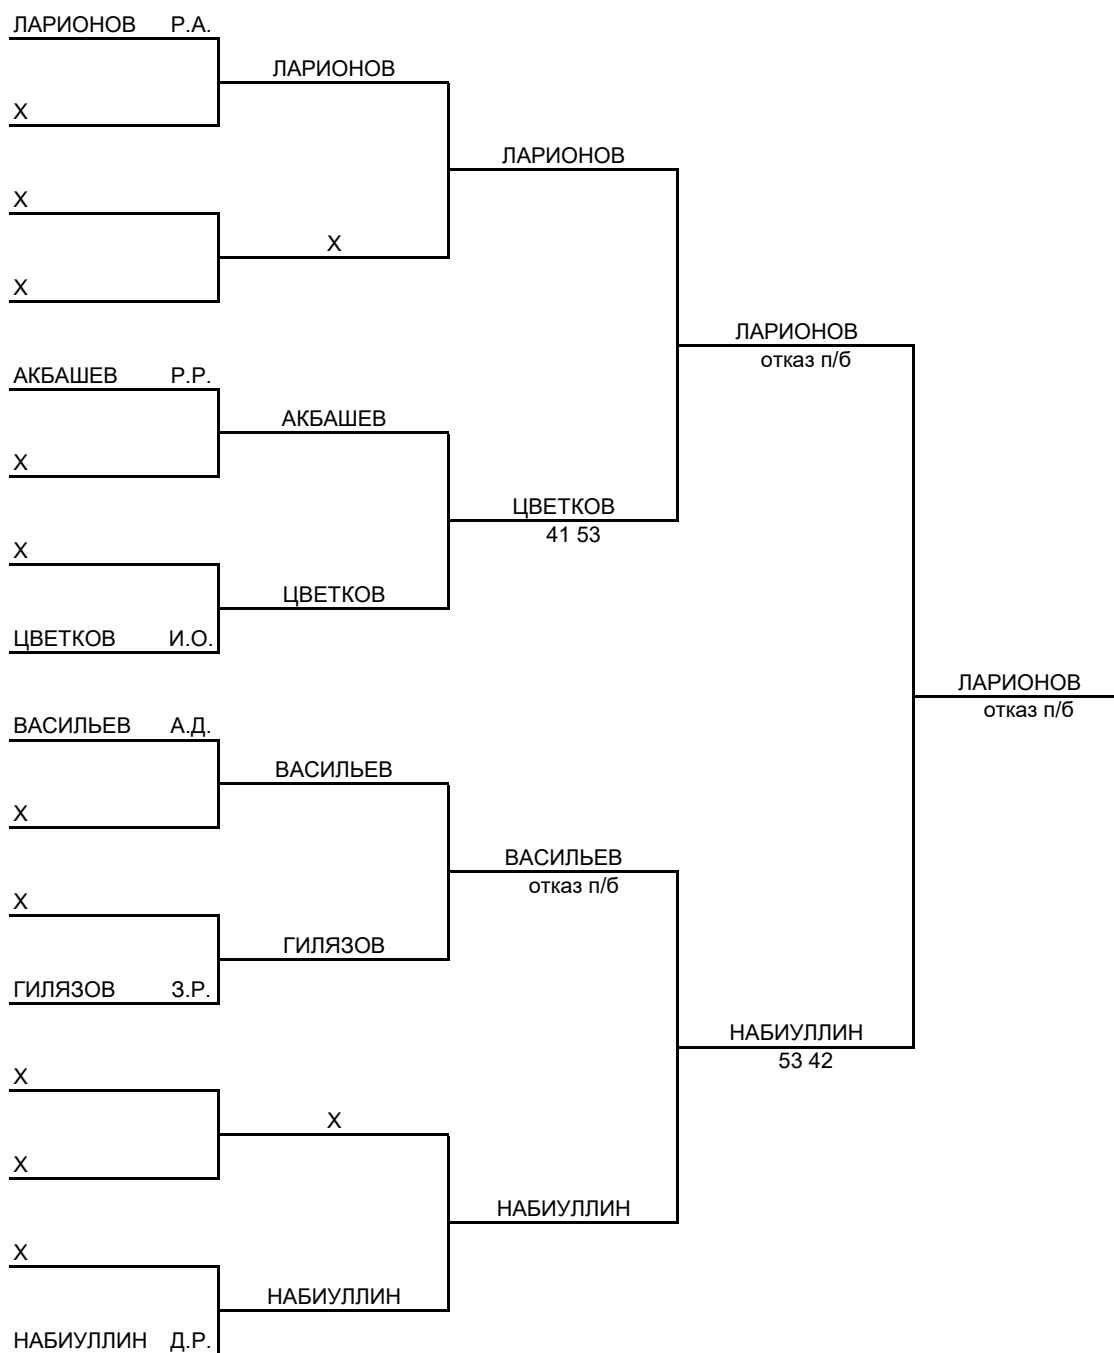 ЛАРИОНОВ Р.А.
ЛАРИОНОВ
X
ЛАРИОНОВ
X
X
X
ЛАРИОНОВ
отказ п/б
АКБАШЕВ Р.Р.
АКБАШЕВ
X
ЦВЕТКОВ
41 53
X
ЦВЕТКОВ
ЦВЕТКОВ И.О.
ЛАРИОНОВ
отказ п/б
ВАСИЛЬЕВ А.Д.
ВАСИЛЬЕВ
X
ВАСИЛЬЕВ
отказ п/б
X
ГИЛЯЗОВ
ГИЛЯЗОВ З.Р.
НАБИУЛЛИН
53 42
X
X
X
НАБИУЛЛИН
X
НАБИУЛЛИН
НАБИУЛЛИН Д.Р.